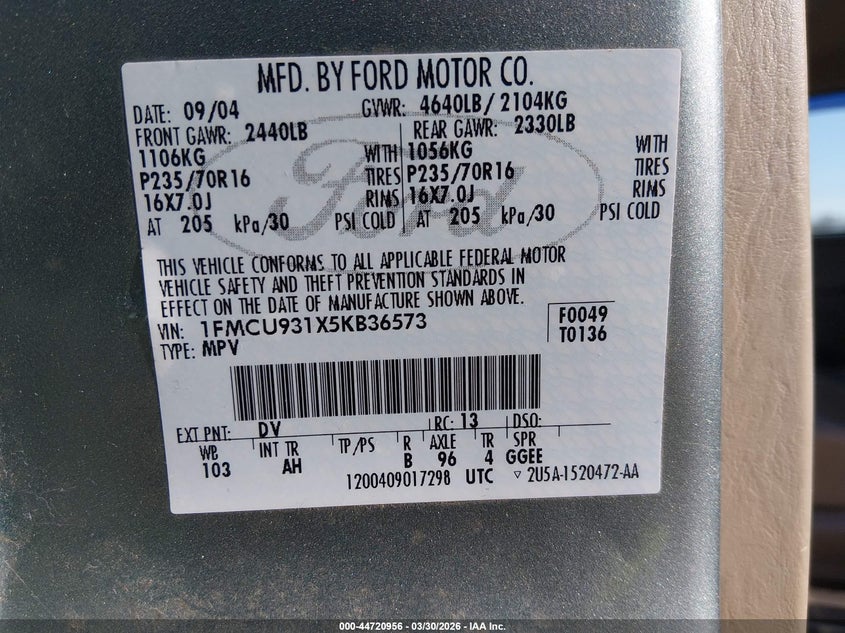 MFD. BY FORD MOTOR CO.
DATE: 09/04 GVWR: 4640LB/ 2104KG
FRONT GAWR: 2440LB REAR GAWR: 2330LB
1106KG WITH 1056KG WITH
P235/70R16 TIRES P235/70R16 TIRES
16X7.0J RIMS 16X7.0J RIMS
AT 205 kPa/30 PSI COLD AT 205 kPa/30 PSI COLD
Ford
THIS VEHICLE CONFORMS TO ALL APPLICABLE FEDERAL MOTOR
VEHICLE SAFETY AND THEFT PREVENTION STANDARDS IN
EFFECT ON THE DATE OF MANUFACTURE SHOWN ABOVE.
VIN: 1FMCU931X5KB36573 F0049
TYPE: MPV T0136
EXT PNT: DV RC: 13 DSO:
WB INT TR TP/PS R AXLE TR SPR
103 AH B 96 4 GGEE
1200409017298 UTC ▽ 2U5A-1520472-AA
000-44720956 — 03/30/2026 — IAA Inc.